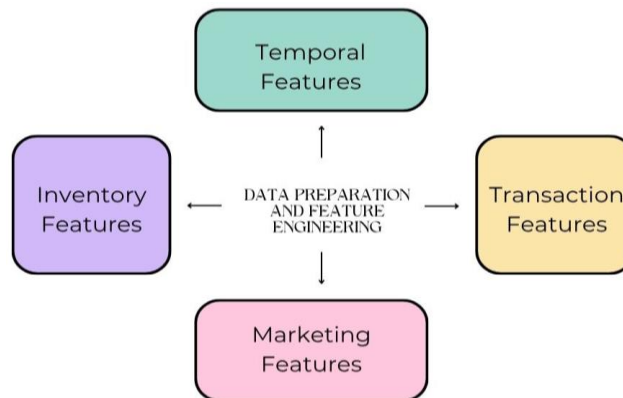 Temporal
Features
Inventory
Features
DATA PREPARATION
AND FEATURE
ENGINEERING
Transaction
Features
Marketing
Features